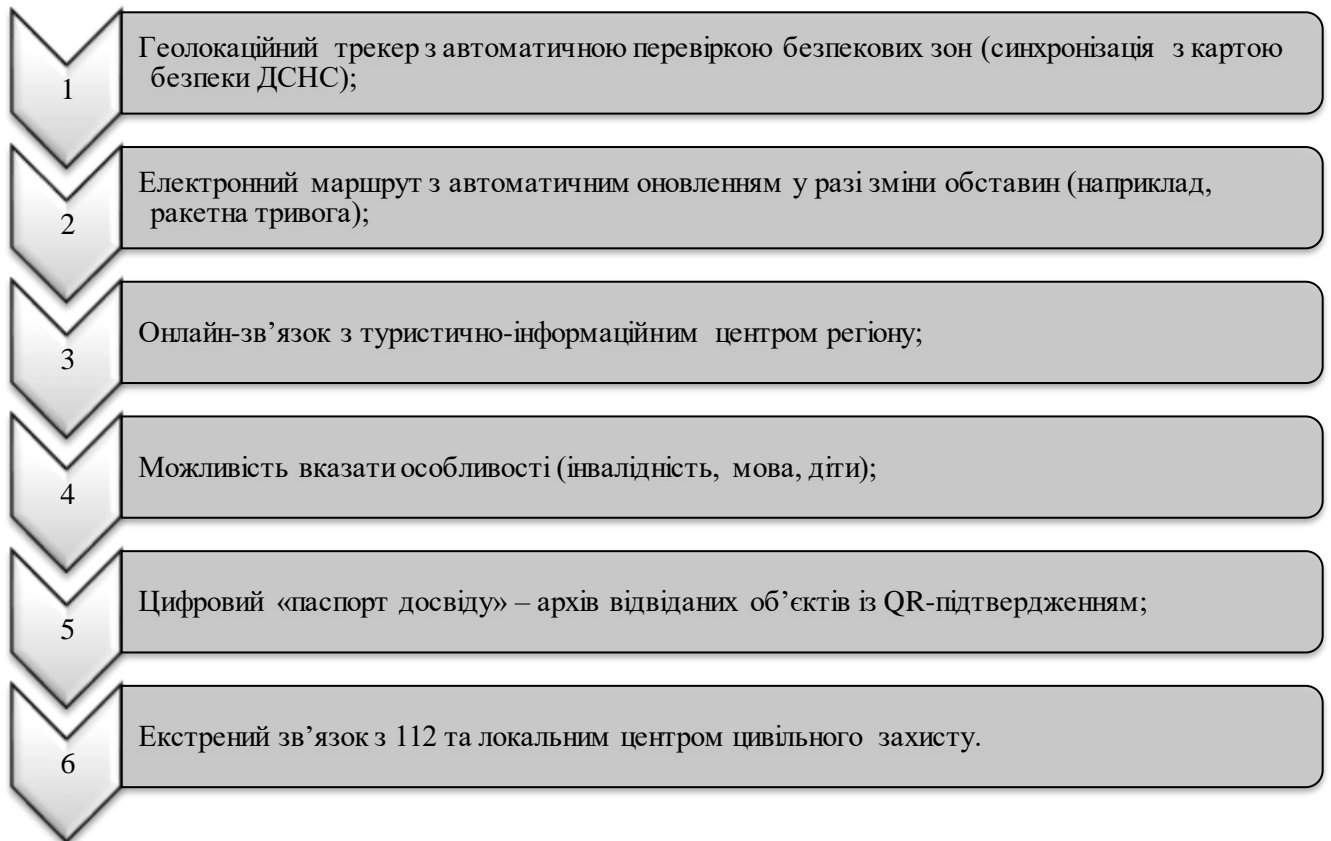 1
Геолокаційний трекер з автоматичною перевіркою безпекових зон (синхронізація з картою
безпеки ДСНС);
2
Електронний маршрут з автоматичним оновленням у разі зміни обставин (наприклад,
ракетна тривога);
3
Онлайн-зв’язок з туристично-інформаційним центром регіону;
4
Можливість вказати особливості (інвалідність, мова, діти);
5
Цифровий «паспорт досвіду» – архів відвіданих об’єктів із QR-підтвердженням;
6
Екстрений зв’язок з 112 та локальним центром цивільного захисту.